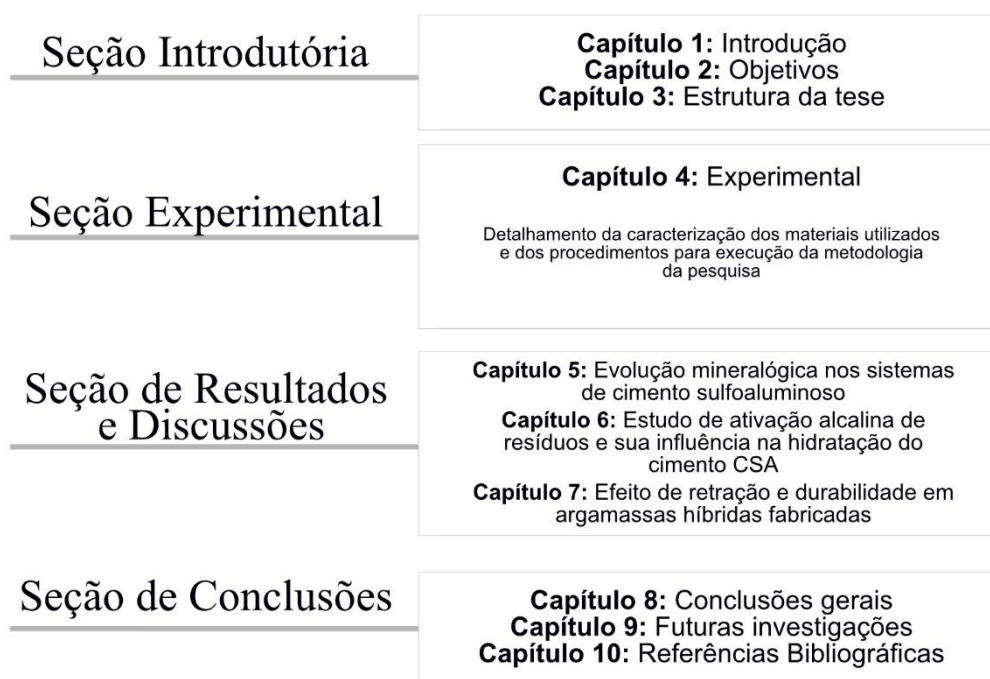 Seção Introdutória
Capítulo 1: Introdução
Capítulo 2: Objetivos
Capítulo 3: Estrutura da tese
Seção Experimental
Capítulo 4: Experimental
Detalhamento da caracterização dos materiais utilizados
e dos procedimentos para execução da metodologia
da pesquisa
Seção de Resultados
e Discussões
Capítulo 5: Evolução mineralógica nos sistemas
de cimento sulfoaluminoso
Capítulo 6: Estudo de ativação alcalina de
resíduos e sua influência na hidratação do
cimento CSA
Capítulo 7: Efeito de retração e durabilidade em
argamassas híbridas fabricadas
Seção de Conclusões
Capítulo 8: Conclusões gerais
Capítulo 9: Futuras investigações
Capítulo 10: Referências Bibliográficas